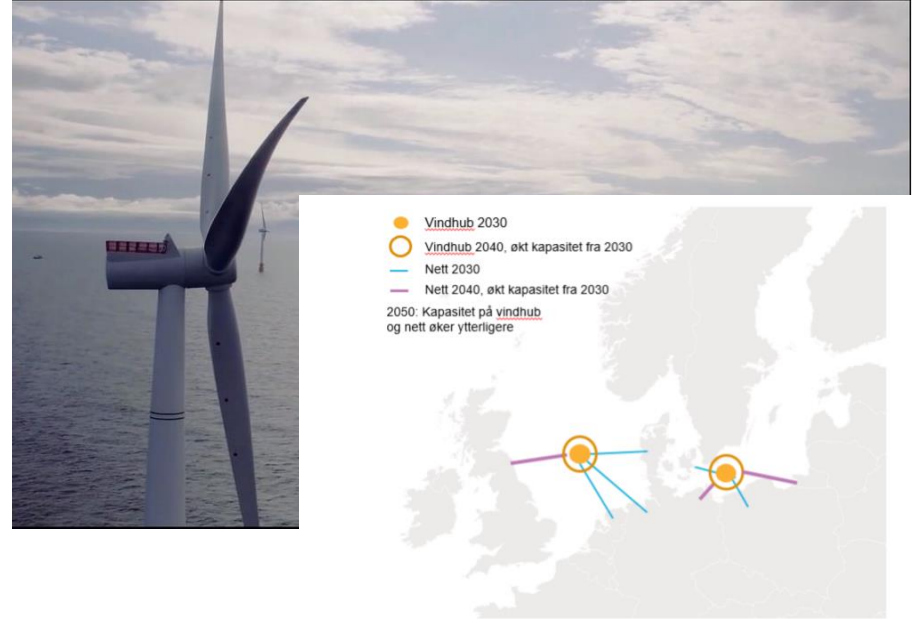 Vindhub 2030
Vindhub 2040, økt kapasitet fra 2030
Nett 2030
Nett 2040, økt kapasitet fra 2030
2050: Kapasitet på vindhub
og nett øker ytterligere